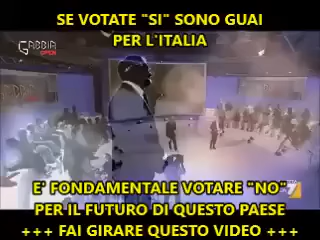 SE VOTATE "SI" SONO GUAI
PER L'ITALIA
GABBIA
OPEN
E' FONDAMENTALE VOTARE "NO"
PER IL FUTURO DI QUESTO PAESE
+++ FAI GIRARE QUESTO VIDEO +++